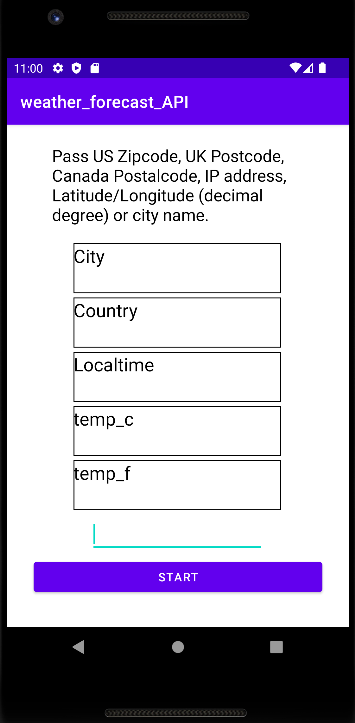 11:00
weather_forecast_API
Pass US Zipcode, UK Postcode,
Canada Postalcode, IP address,
Latitude/Longitude (decimal
degree) or city name.
City
Country
Localtime
temp_c
temp_f
START